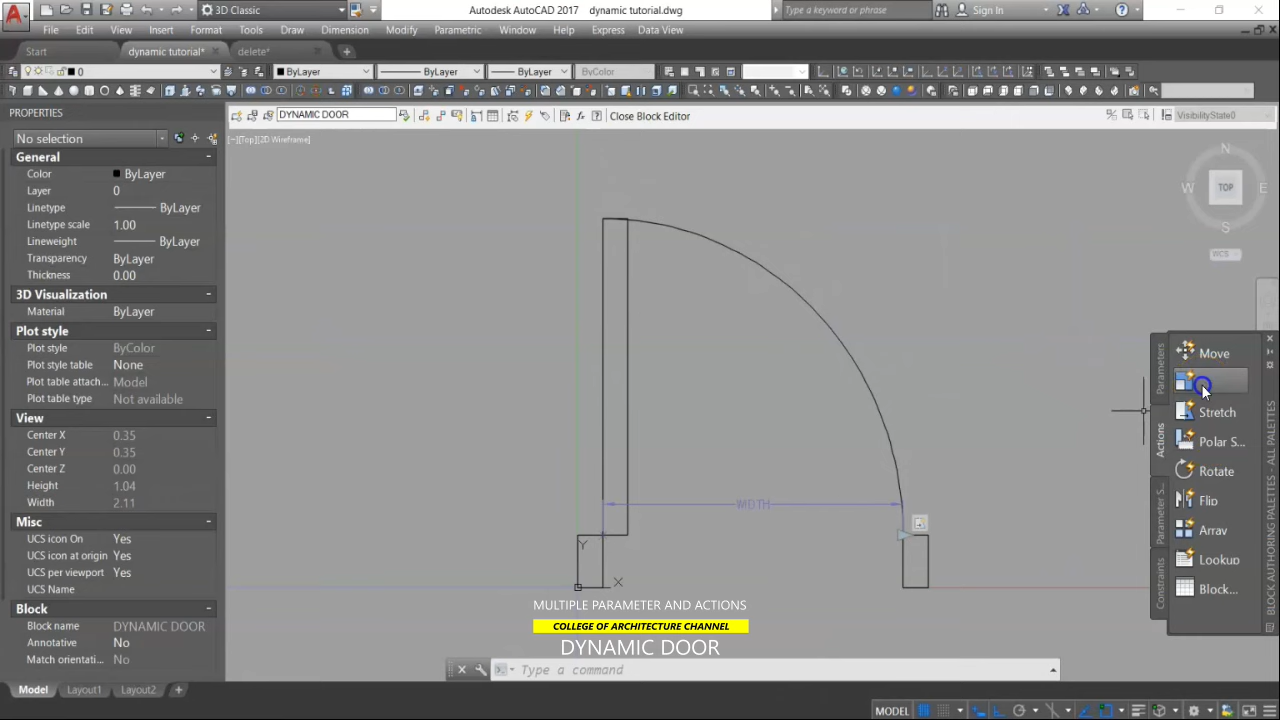 3D Classic
Autodesk AutoCAD 2017 dynamic tutorial.dwg
Type a keyword or phrase
Sign In
File Edit View Insert Format Tools Draw Dimension Modify Parametric Window Help Express Data View
Start dynamic tutorial* delete*
0 ByLayer ByLayer ByLayer ByColor
PROPERTIES
DYNAMIC DOOR Close Block Editor VisibilityState0
No selection
[−][Top][2D Wireframe]
General
Color ByLayer
Layer 0
Linetype ByLayer
Linetype scale 1.00
Lineweight ByLayer
Transparency ByLayer
Thickness 0.00
3D Visualization
Material ByLayer
Plot style
Plot style ByColor
Plot style table None
Plot table attach... Model
Plot table type Not available
View
Center X 0.35
Center Y 0.35
Center Z 0.00
Height 1.04
Width 2.11
Misc
UCS icon On Yes
UCS icon at origin Yes
UCS per viewport Yes
UCS Name
Block
Block name DYNAMIC DOOR
Annotative No
Match orientati... No
N
W TOP E
S
WCS
WIDTH
Y
X
Parameters
Actions
Parameter S...
Constraints
Move
Stretch
Polar S...
Rotate
Flip
Array
Lookup
Block...
BLOCK AUTHORING PALETTES - ALL PALETTES
MULTIPLE PARAMETER AND ACTIONS
COLLEGE OF ARCHITECTURE CHANNEL
DYNAMIC DOOR
Type a command
Model Layout1 Layout2
MODEL